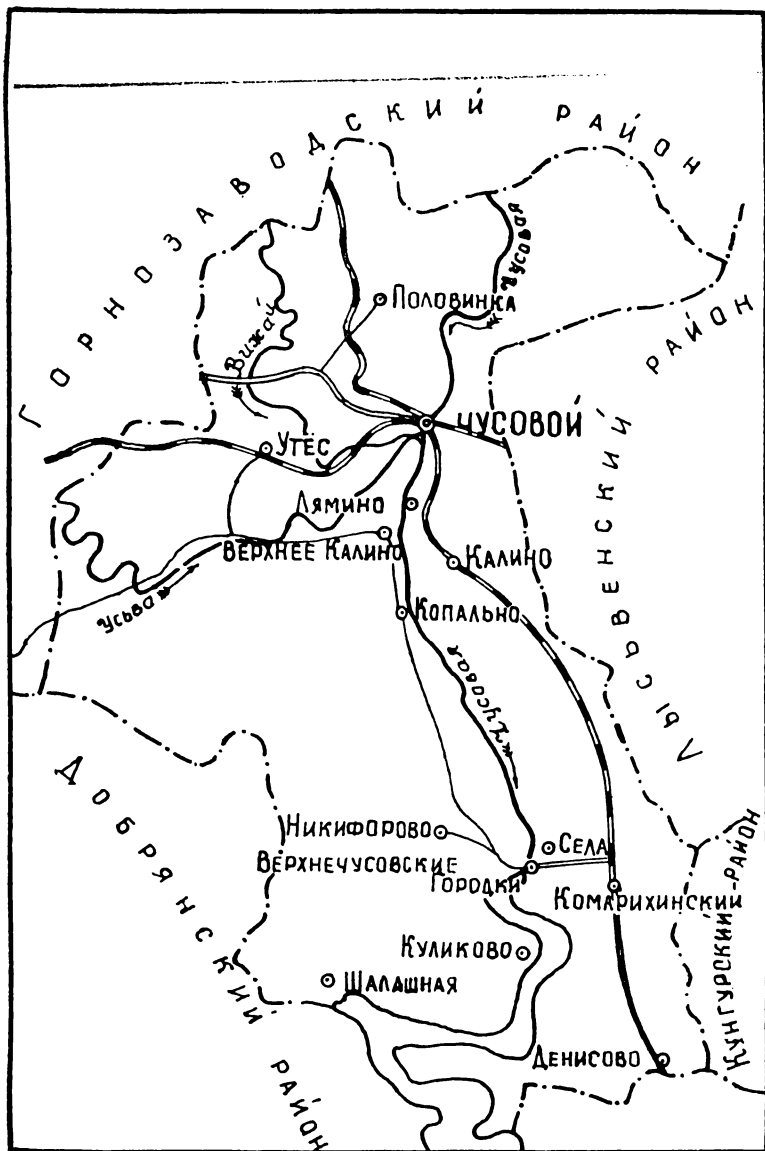 ГОРНОЗАВОДСКИЙ РАЙОН
Чусовая
ПОЛОВИНКА
Вижай
ЛЫСЬВЕНСКИЙ РАЙОН
ЧУСОВОЙ
УТЁС
ЛЯМИНО
ВЕРХНЕЕ КАЛИНО
КАЛИНО
Усьва
КОПАЛЬНО
Чусовая
ДОБРЯНСКИЙ РАЙОН
НИКИФОРОВО
СЕЛА
ВЕРХНЕЧУСОВСКИЕ
ГОРОДКИ
КОМАРИХИНСКИЙ
КУНГУРСКИЙ РАЙОН
КУЛИКОВО
ШАЛАШНАЯ
ДЕНИСОВО